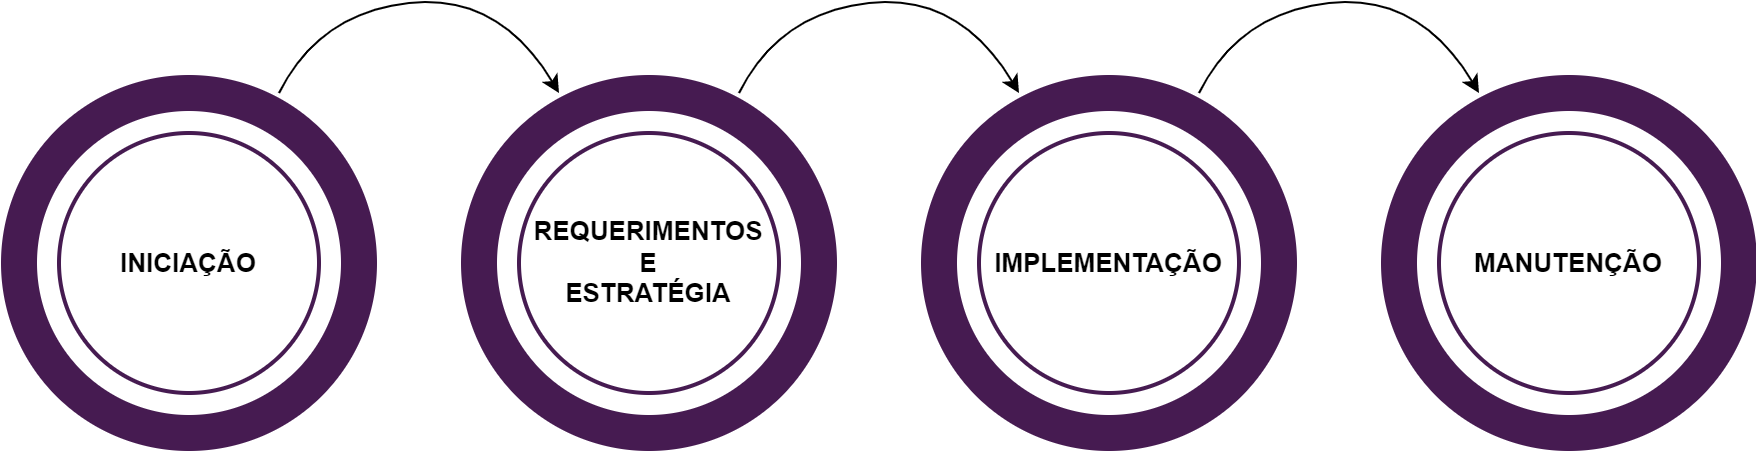 INICIAÇÃO
REQUERIMENTOS
E
ESTRATÉGIA
IMPLEMENTAÇÃO
MANUTENÇÃO